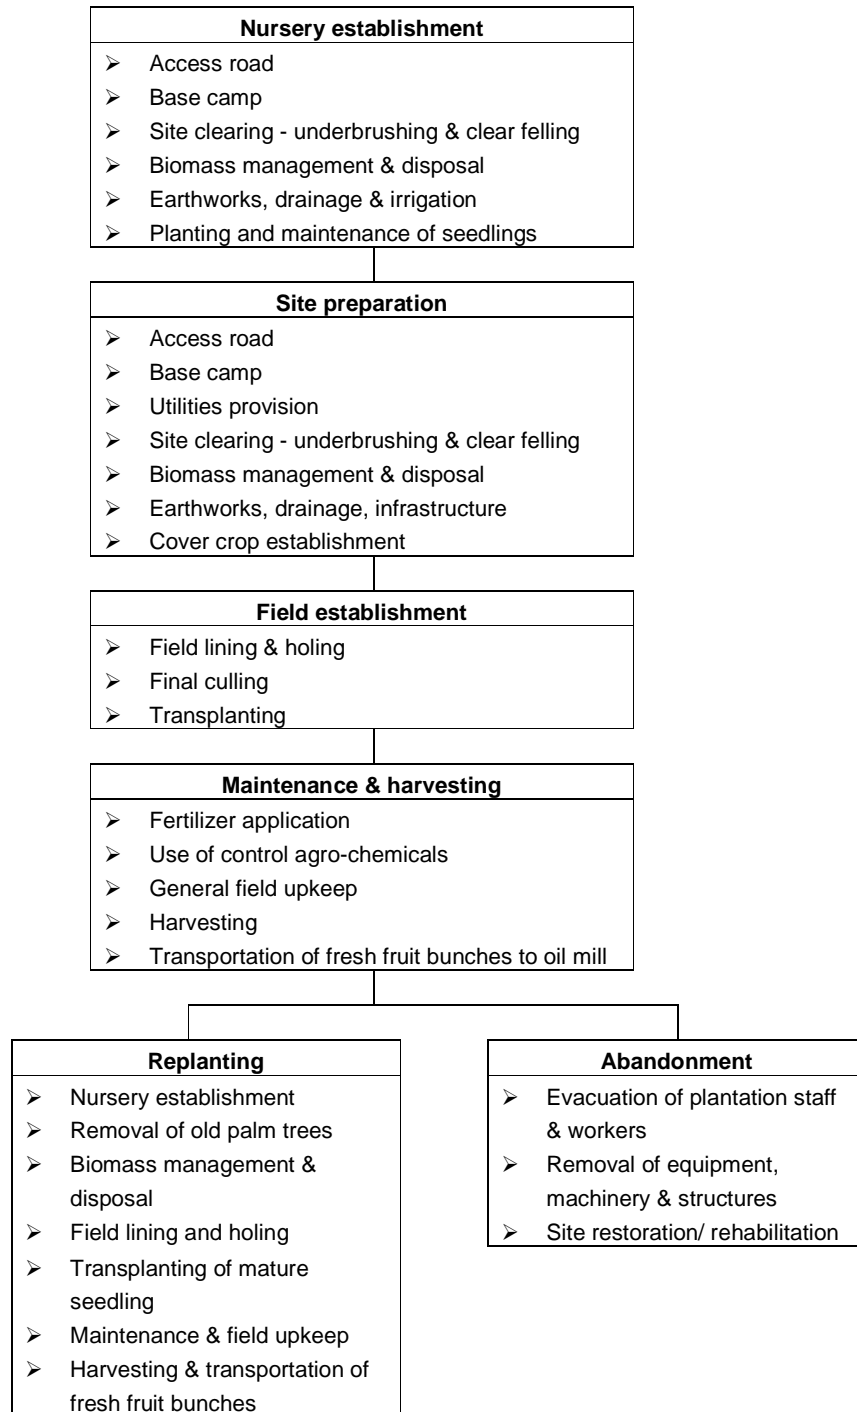 Nursery establishment
➢ Access road
➢ Base camp
➢ Site clearing - underbrushing & clear felling
➢ Biomass management & disposal
➢ Earthworks, drainage & irrigation
➢ Planting and maintenance of seedlings
Site preparation
➢ Access road
➢ Base camp
➢ Utilities provision
➢ Site clearing - underbrushing & clear felling
➢ Biomass management & disposal
➢ Earthworks, drainage, infrastructure
➢ Cover crop establishment
Field establishment
➢ Field lining & holing
➢ Final culling
➢ Transplanting
Maintenance & harvesting
➢ Fertilizer application
➢ Use of control agro-chemicals
➢ General field upkeep
➢ Harvesting
➢ Transportation of fresh fruit bunches to oil mill
Replanting
➢ Nursery establishment
➢ Removal of old palm trees
➢ Biomass management &
disposal
➢ Field lining and holing
➢ Transplanting of mature
seedling
➢ Maintenance & field upkeep
➢ Harvesting & transportation of
fresh fruit bunches
Abandonment
➢ Evacuation of plantation staff
& workers
➢ Removal of equipment,
machinery & structures
➢ Site restoration/ rehabilitation